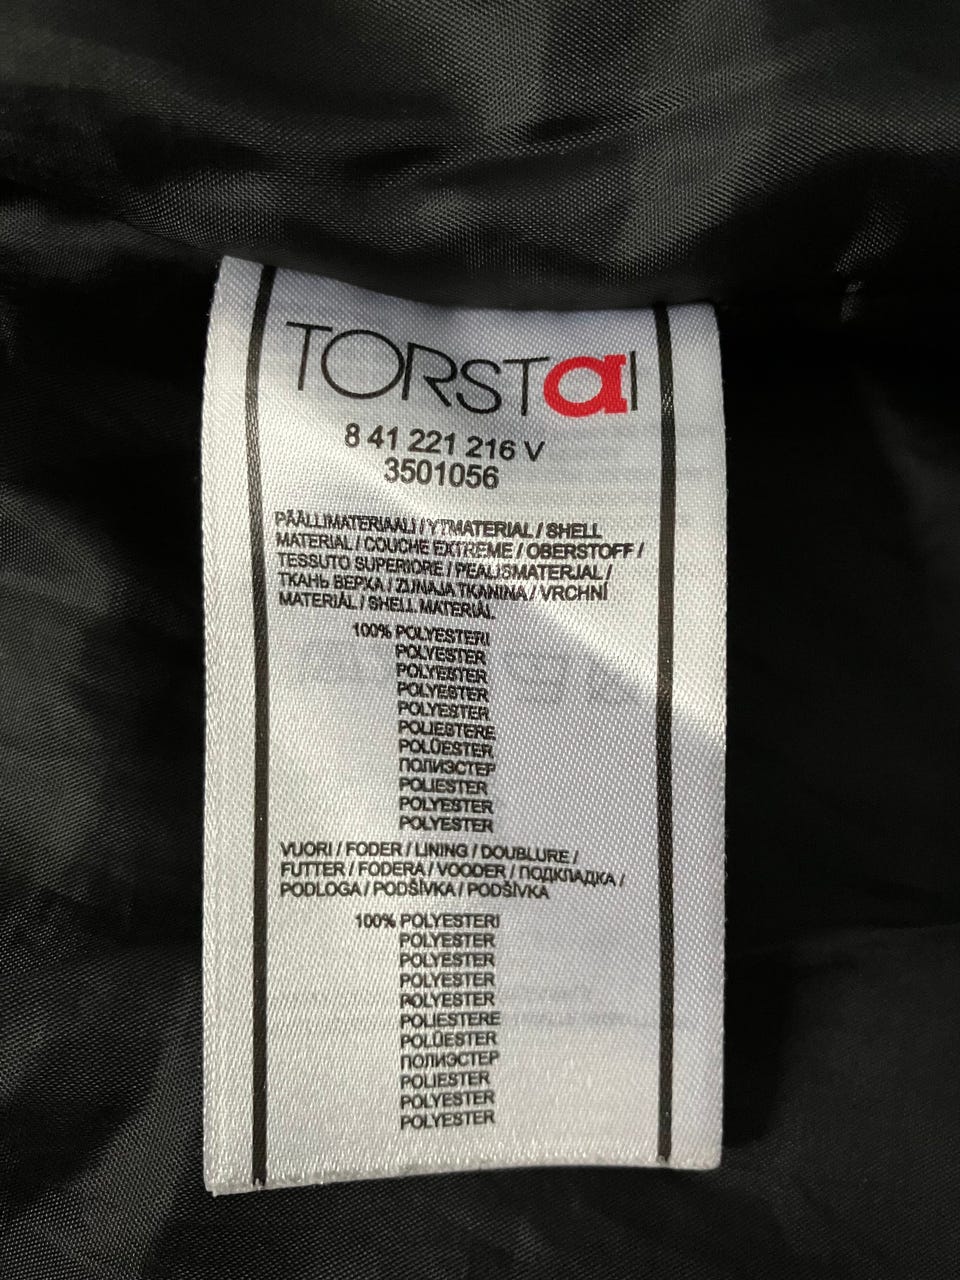 TORSTaI
8 41 221 216 V
3501056
PÄÄLLIMATERIAALI / YTMATERIAL / SHELL
MATERIAL / COUCHE EXTREME / OBERSTOFF /
TESSUTO SUPERIORE / PEALISMATERJAL /
ТКАНЬ ВЕРХА / ZUNAJA TKANINA / VRCHNÍ
MATERIÁL / SHELL MATERIÁL
100% POLYESTERI
POLYESTER
POLYESTER
POLYESTER
POLYESTER
POLIESTERE
POLÜESTER
ПОЛИЭСТЕР
POLIESTER
POLYESTER
POLYESTER
VUORI / FODER / LINING / DOUBLURE /
FUTTER / FODERA / VOODER / ПОДКЛАДКА /
PODLOGA / PODŠÍVKA / PODŠÍVKA
100% POLYESTERI
POLYESTER
POLYESTER
POLYESTER
POLYESTER
POLIESTERE
POLÜESTER
ПОЛИЭСТЕР
POLIESTER
POLYESTER
POLYESTER